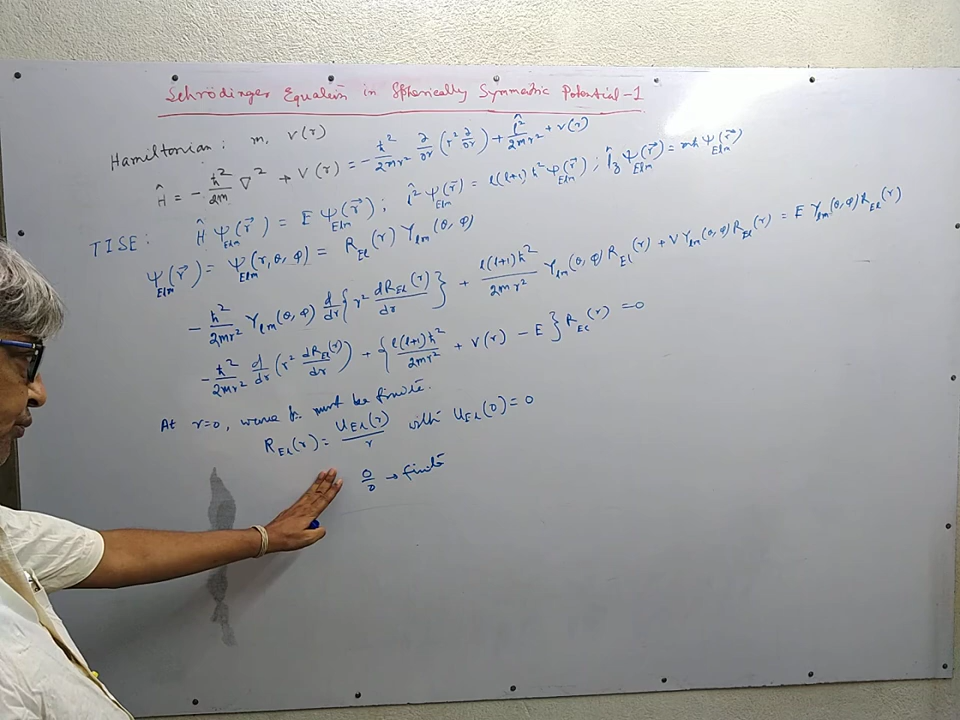 Schrödinger Equation in Spherically Symmetric Potential-1
Hamiltonian: m, V(r)
Ĥ = -ħ²/2m ∇² + V(r) = -ħ²/2mr² ∂/∂r (r² ∂/∂r) + l̂²/2mr² + V(r)
TISE: Ĥ Ψ_Elm(r⃗) = E Ψ_Elm(r⃗); l̂² Ψ_Elm(r⃗) = l(l+1) ħ² Ψ_Elm(r⃗); l̂_z Ψ_Elm(r⃗) = mħ Ψ_Elm(r⃗)
Ψ_Elm(r⃗) = Ψ_Elm(r, θ, φ) = R_El(r) Y_lm(θ, φ)
-ħ²/2mr² Y_lm(θ, φ) d/dr {r² dR_El(r)/dr} + l(l+1)ħ²/2mr² Y_lm(θ, φ) R_El(r) + V Y_lm(θ, φ) R_El(r) = E Y_lm(θ, φ) R_El(r)
-ħ²/2mr² d/dr (r² dR_El(r)/dr) + {l(l+1)ħ²/2mr² + V(r) - E} R_El(r) = 0
At r=0, wave fn. must be finite.
R_El(r) = U_El(r)/r with U_El(0) = 0
0/0 → finite